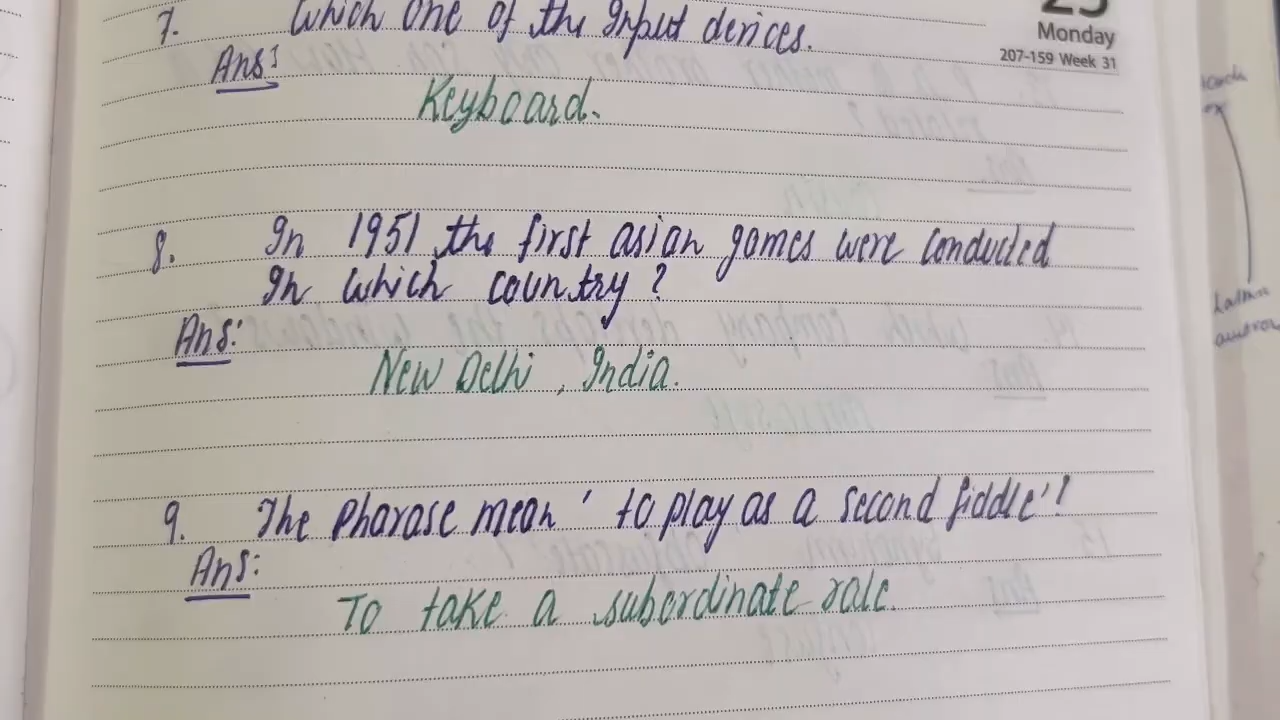 7. Which one of the Input devices.
Ans:
Keyboard.
8. In 1951 the first asian games were conducted
In which country ?
Ans:
New Delhi , India.
9. The Pharase mean ' to play as a second fiddle' ?
Ans:
To take a subordinate role.
Monday
207-159 Week 31